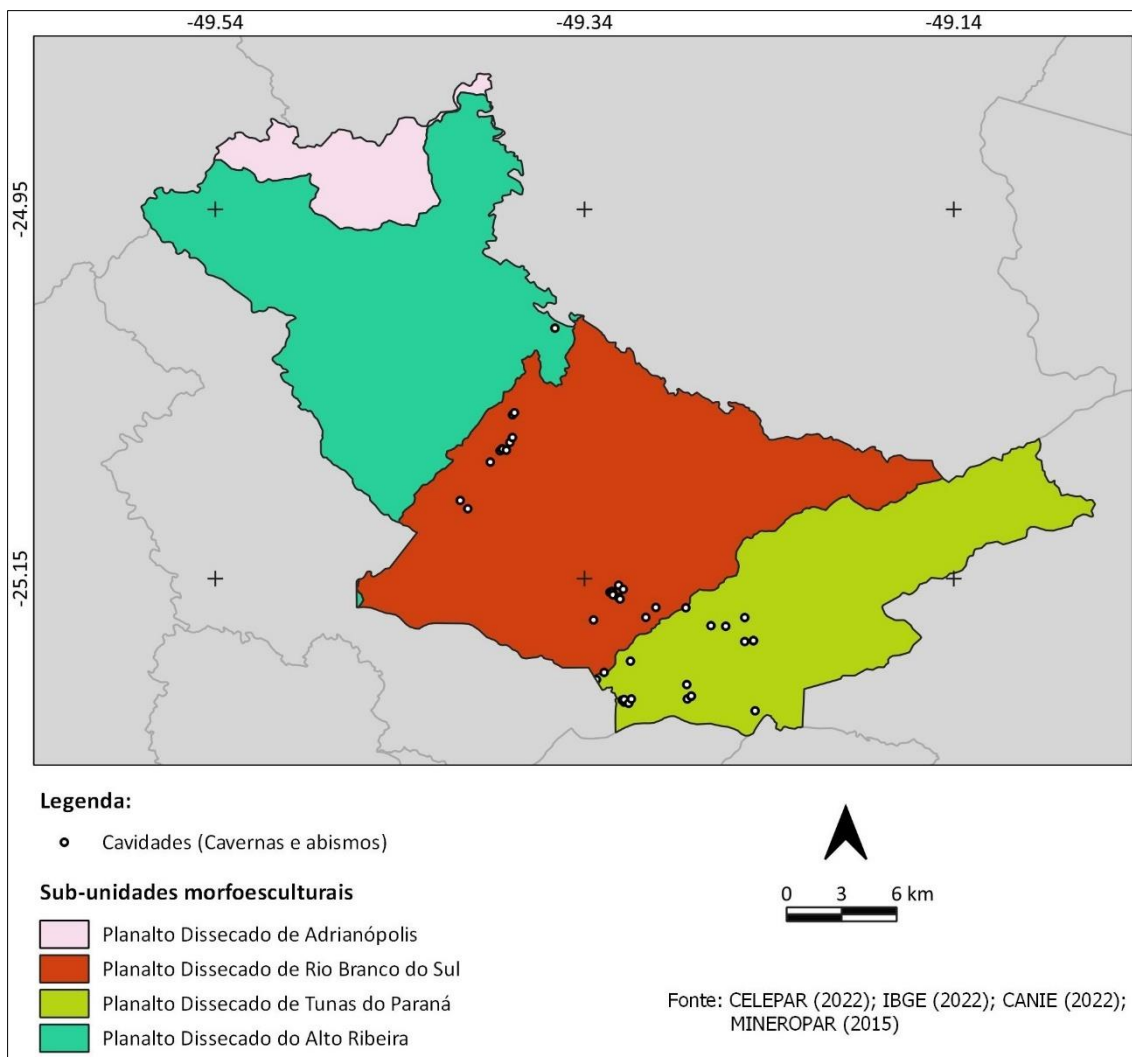 -49.54 -49.34 -49.14
-24.95
-25.15
Legenda:
Cavidades (Cavernas e abismos)
Sub-unidades morfoesculturais
Planalto Dissecado de Adrianópolis
Planalto Dissecado de Rio Branco do Sul
Planalto Dissecado de Tunas do Paraná
Planalto Dissecado do Alto Ribeira
0 3 6 km
Fonte: CELEPAR (2022); IBGE (2022); CANIE (2022);
MINEROPAR (2015)